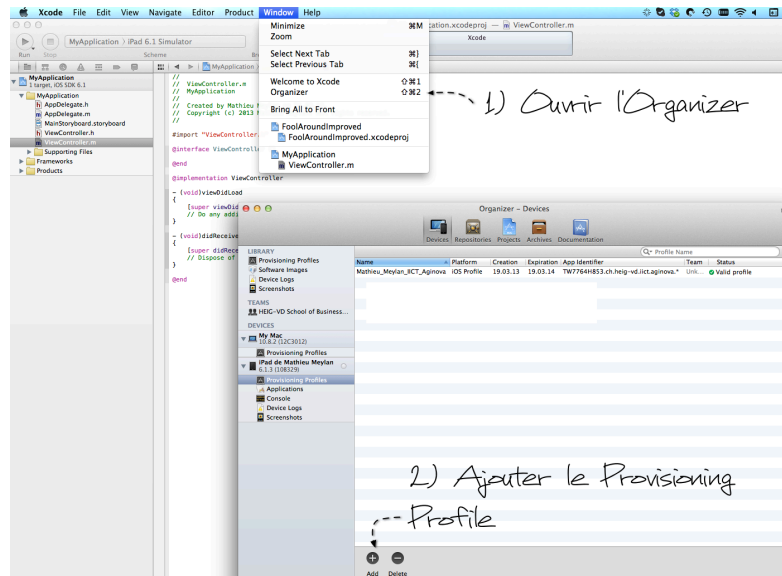 Xcode File Edit View Navigate Editor Product Window Help
cation.xcodeproj — ViewController.m
MyApplication iPad 6.1 Simulator
Xcode
Run Stop Scheme
Minimize ⌘M
Zoom
Select Next Tab ⌘}
Select Previous Tab ⌘{
Welcome to Xcode ⇧⌘1
Organizer ⇧⌘2
Bring All to Front
FoolAroundImproved
FoolAroundImproved.xcodeproj
MyApplication
ViewController.m
1) Ouvrir l'Organizer
MyApplication
1 target, iOS SDK 6.1
MyApplication
AppDelegate.h
AppDelegate.m
MainStoryboard.storyboard
ViewController.h
ViewController.m
Supporting Files
Frameworks
Products
MyApplication
//
// ViewController.m
// MyApplication
//
// Created by Mathieu M
// Copyright (c) 2013 M
//
#import "ViewController.
@interface ViewControlle
@end
@implementation ViewController
- (void)viewDidLoad
{
[super viewDid
// Do any addi
}
- (void)didReceive
{
[super didRece
// Dispose of
}
@end
Organizer – Devices
Devices Repositories Projects Archives Documentation
Profile Name
LIBRARY
Provisioning Profiles
Software Images
Device Logs
Screenshots
TEAMS
HEIG-VD School of Business...
DEVICES
My Mac
10.8.2 (12C3012)
Provisioning Profiles
iPad de Mathieu Meylan
6.1.3 (10B329)
Provisioning Profiles
Applications
Console
Device Logs
Screenshots
Name Platform Creation Expiration App Identifier Team Status
Mathieu_Meylan_IICT_Aginova iOS Profile 19.03.13 19.03.14 TW7764H853.ch.heig-vd.iict.aginova.* Unk... Valid profile
2) Ajouter le Provisioning
Profile
Add Delete